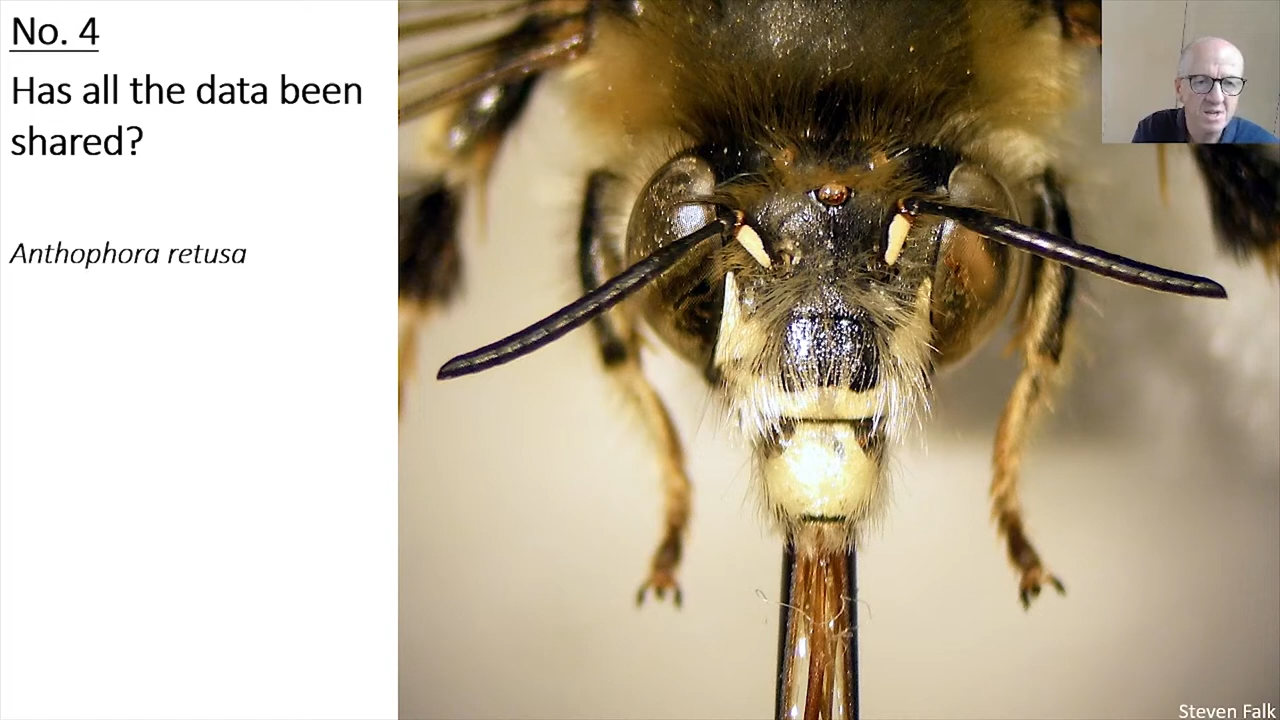 No. 4
Has all the data been
shared?
Anthophora retusa
Steven Falk